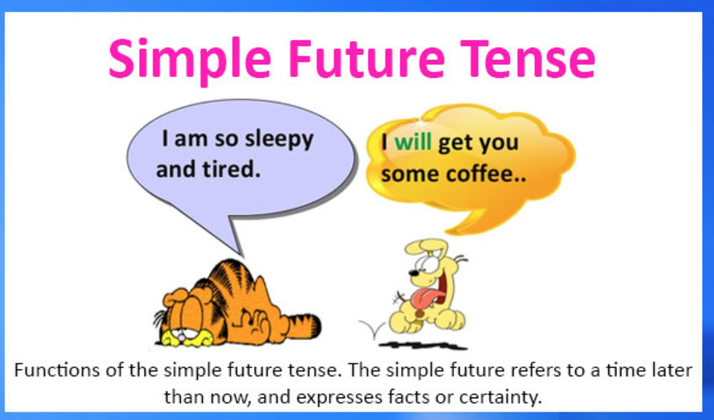 Simple Future Tense
I am so sleepy
and tired.
I will get you
some coffee..
Functions of the simple future tense. The simple future refers to a time later
than now, and expresses facts or certainty.